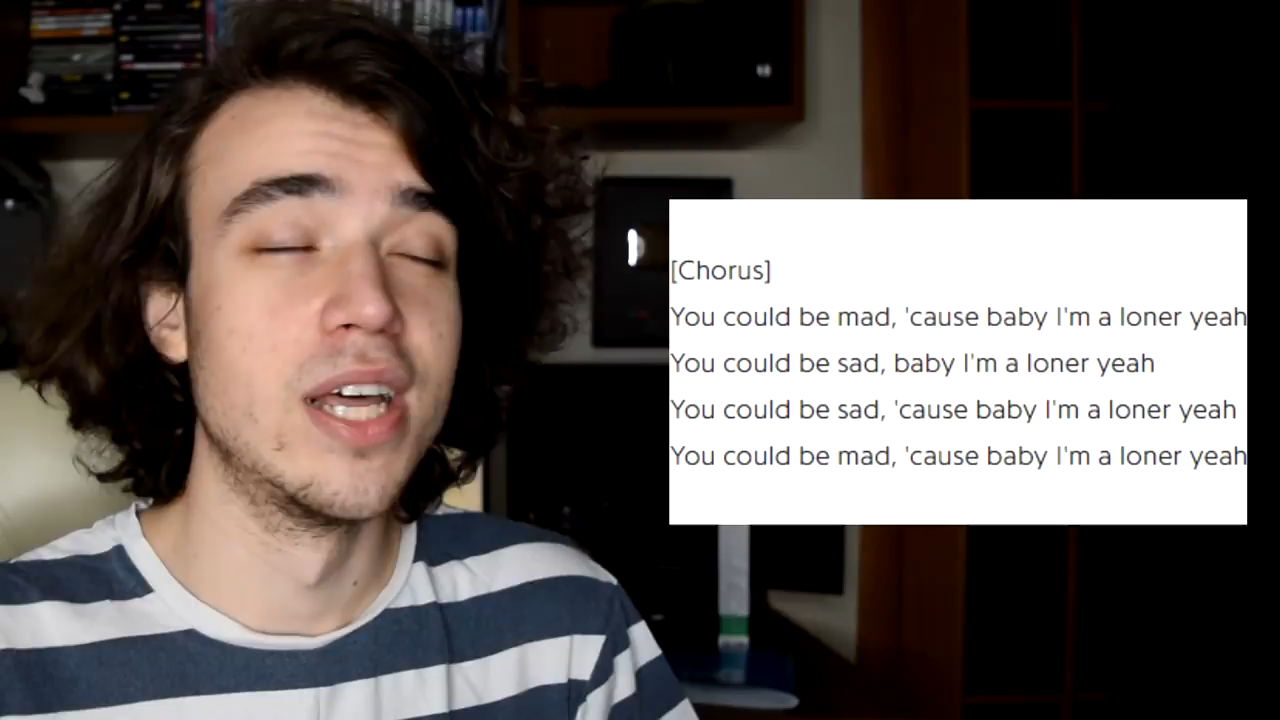 [Chorus]
You could be mad, 'cause baby I'm a loner yeah
You could be sad, baby I'm a loner yeah
You could be sad, 'cause baby I'm a loner yeah
You could be mad, 'cause baby I'm a loner yeah